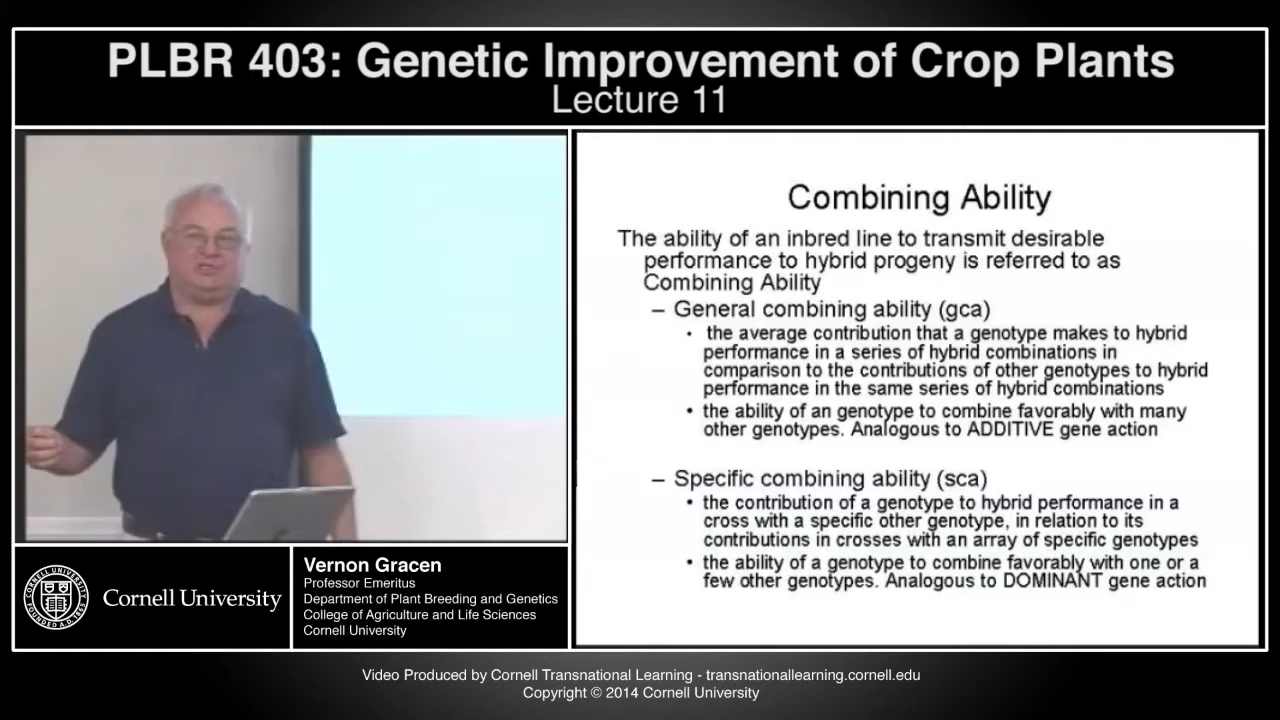 PLBR 403: Genetic Improvement of Crop Plants
Lecture 11
Combining Ability
The ability of an inbred line to transmit desirable
performance to hybrid progeny is referred to as
Combining Ability
– General combining ability (gca)
• the average contribution that a genotype makes to hybrid
performance in a series of hybrid combinations in
comparison to the contributions of other genotypes to hybrid
performance in the same series of hybrid combinations
• the ability of an genotype to combine favorably with many
other genotypes. Analogous to ADDITIVE gene action
– Specific combining ability (sca)
• the contribution of a genotype to hybrid performance in a
cross with a specific other genotype, in relation to its
contributions in crosses with an array of specific genotypes
• the ability of a genotype to combine favorably with one or a
few other genotypes. Analogous to DOMINANT gene action
Cornell University
Vernon Gracen
Professor Emeritus
Department of Plant Breeding and Genetics
College of Agriculture and Life Sciences
Cornell University
Video Produced by Cornell Transnational Learning - transnationallearning.cornell.edu
Copyright © 2014 Cornell University